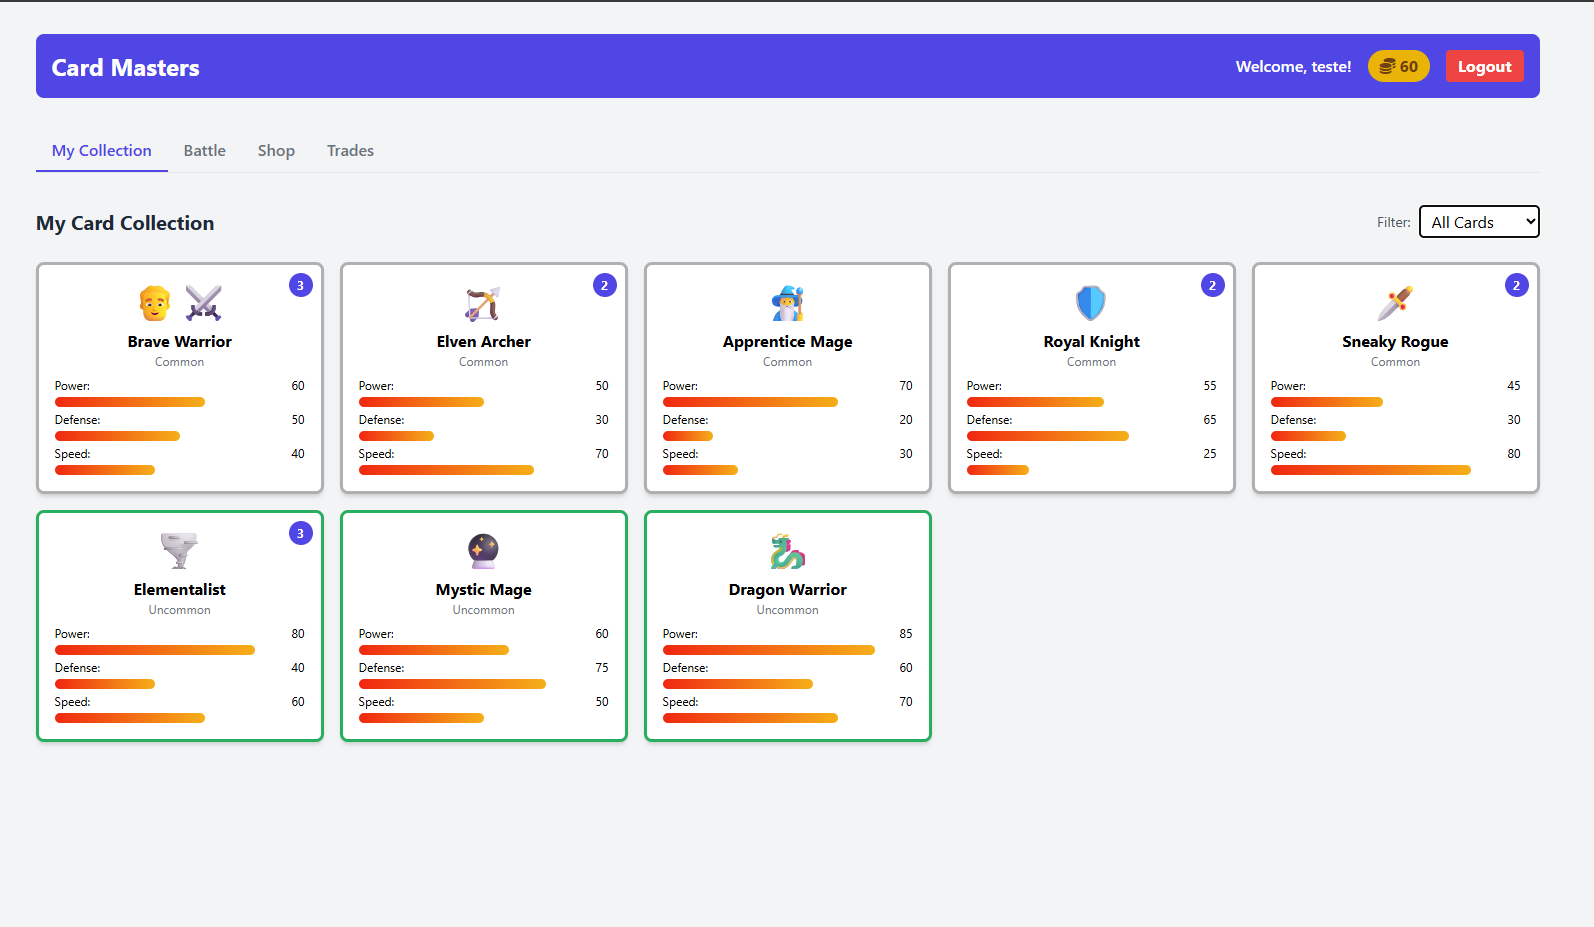 Card Masters
Welcome, teste!
60
Logout
My Collection
Battle
Shop
Trades
My Card Collection
Filter:
All Cards
3
Brave Warrior
Common
Power: 60
Defense: 50
Speed: 40
2
Elven Archer
Common
Power: 50
Defense: 30
Speed: 70
Apprentice Mage
Common
Power: 70
Defense: 20
Speed: 30
2
Royal Knight
Common
Power: 55
Defense: 65
Speed: 25
2
Sneaky Rogue
Common
Power: 45
Defense: 30
Speed: 80
3
Elementalist
Uncommon
Power: 80
Defense: 40
Speed: 60
Mystic Mage
Uncommon
Power: 60
Defense: 75
Speed: 50
Dragon Warrior
Uncommon
Power: 85
Defense: 60
Speed: 70